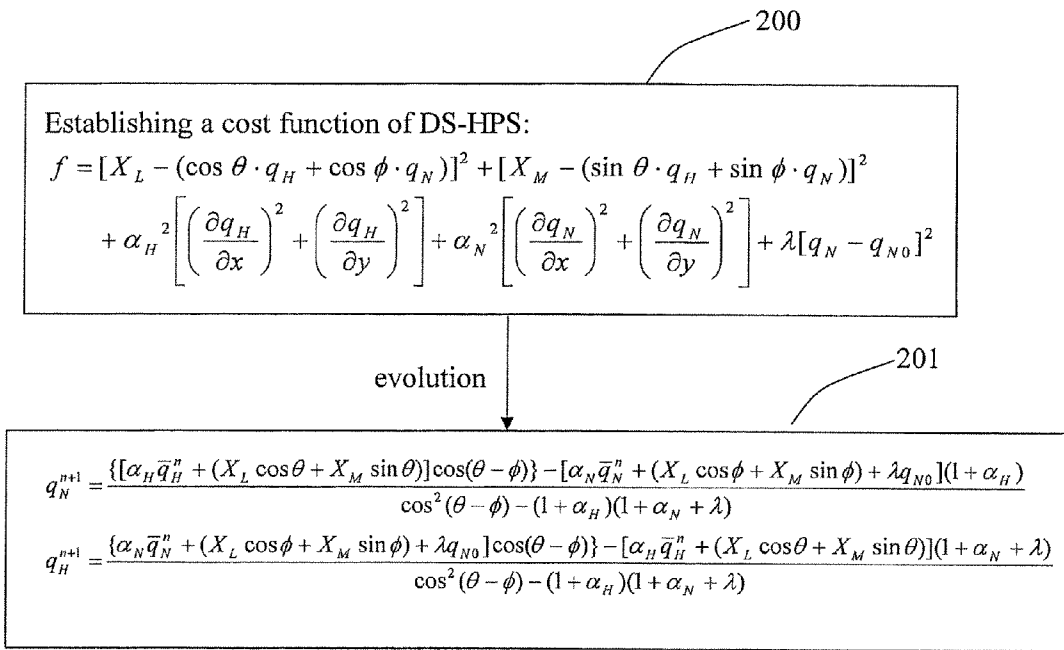 200
Establishing a cost function of DS-HPS:
f = [X_L − (cos θ · q_H + cos ϕ · q_N)]² + [X_M − (sin θ · q_H + sin ϕ · q_N)]²
+ α_H² [(∂q_H/∂x)² + (∂q_H/∂y)²] + α_N² [(∂q_N/∂x)² + (∂q_N/∂y)²] + λ[q_N − q_N0]²
evolution
201
q_N^{n+1} = {[α_H q̄_H^n + (X_L cos θ + X_M sin θ)] cos(θ − ϕ)} − [α_N q̄_N^n + (X_L cos ϕ + X_M sin ϕ) + λq_N0](1 + α_H) / cos²(θ − ϕ) − (1 + α_H)(1 + α_N + λ)
q_H^{n+1} = {α_N q̄_N^n + (X_L cos ϕ + X_M sin ϕ) + λq_N0] cos(θ − ϕ)} − [α_H q̄_H^n + (X_L cos θ + X_M sin θ)](1 + α_N + λ) / cos²(θ − ϕ) − (1 + α_H)(1 + α_N + λ)